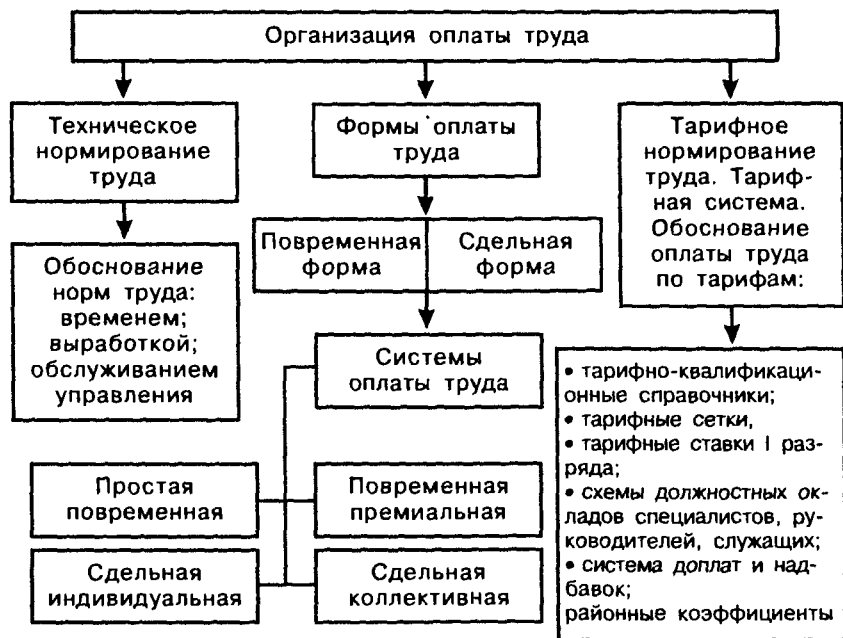 Организация оплаты труда
Техническое
нормирование
труда
Формы оплаты
труда
Тарифное
нормирование
труда. Тариф-
ная система.
Обоснование
оплаты труда
по тарифам:
Обоснование
норм труда:
временем;
выработкой;
обслуживанием
управления
Повременная
форма
Сдельная
форма
Системы
оплаты труда
• тарифно-квалификаци-
онные справочники;
• тарифные сетки,
• тарифные ставки I раз-
ряда;
• схемы должностных ок-
ладов специалистов, ру-
ководителей, служащих;
• система доплат и над-
бавок;
районные коэффициенты
Простая
повременная
Повременная
премиальная
Сдельная
индивидуальная
Сдельная
коллективная